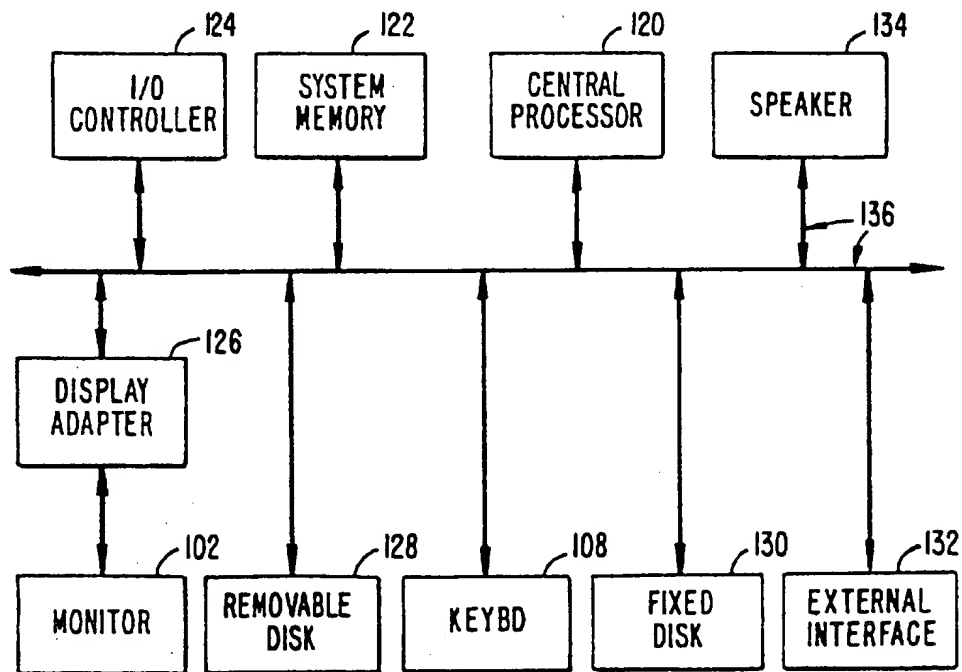 124
122
120
134
I/O
CONTROLLER
SYSTEM
MEMORY
CENTRAL
PROCESSOR
SPEAKER
136
126
DISPLAY
ADAPTER
102
128
108
130
132
MONITOR
REMOVABLE
DISK
KEYBD
FIXED
DISK
EXTERNAL
INTERFACE